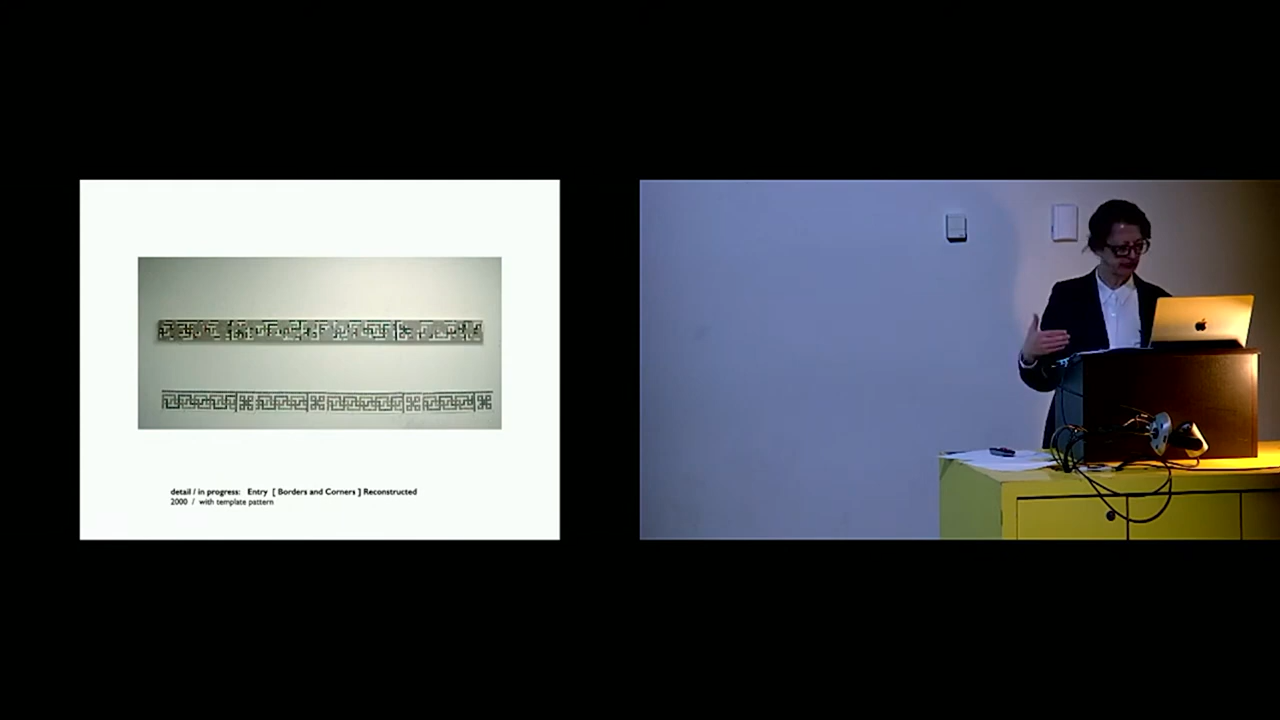 detail / in progress: Entry [ Borders and Corners ] Reconstructed
2000 / with template pattern